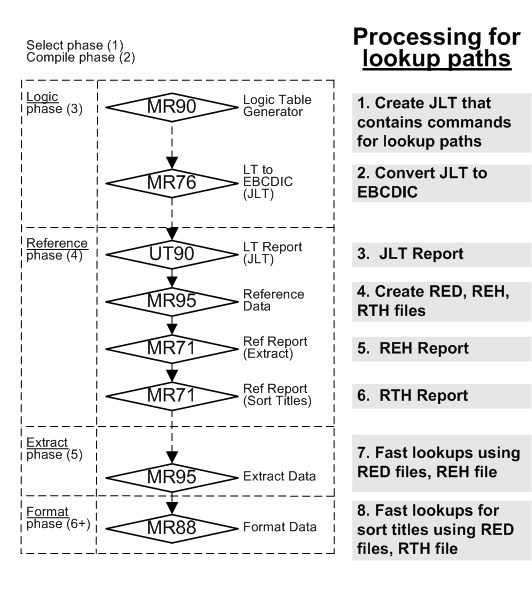 Select phase (1)
Compile phase (2)
Processing for
lookup paths
Logic
phase (3)
MR90
Logic Table
Generator
1. Create JLT that
contains commands
for lookup paths
MR76
LT to
EBCDIC
(JLT)
2. Convert JLT to
EBCDIC
Reference
phase (4)
UT90
LT Report
(JLT)
3. JLT Report
MR95
Reference
Data
4. Create RED, REH,
RTH files
MR71
Ref Report
(Extract)
5. REH Report
MR71
Ref Report
(Sort Titles)
6. RTH Report
Extract
phase (5)
MR95
Extract Data
7. Fast lookups using
RED files, REH file
Format
phase (6+)
MR88
Format Data
8. Fast lookups for
sort titles using RED
files, RTH file